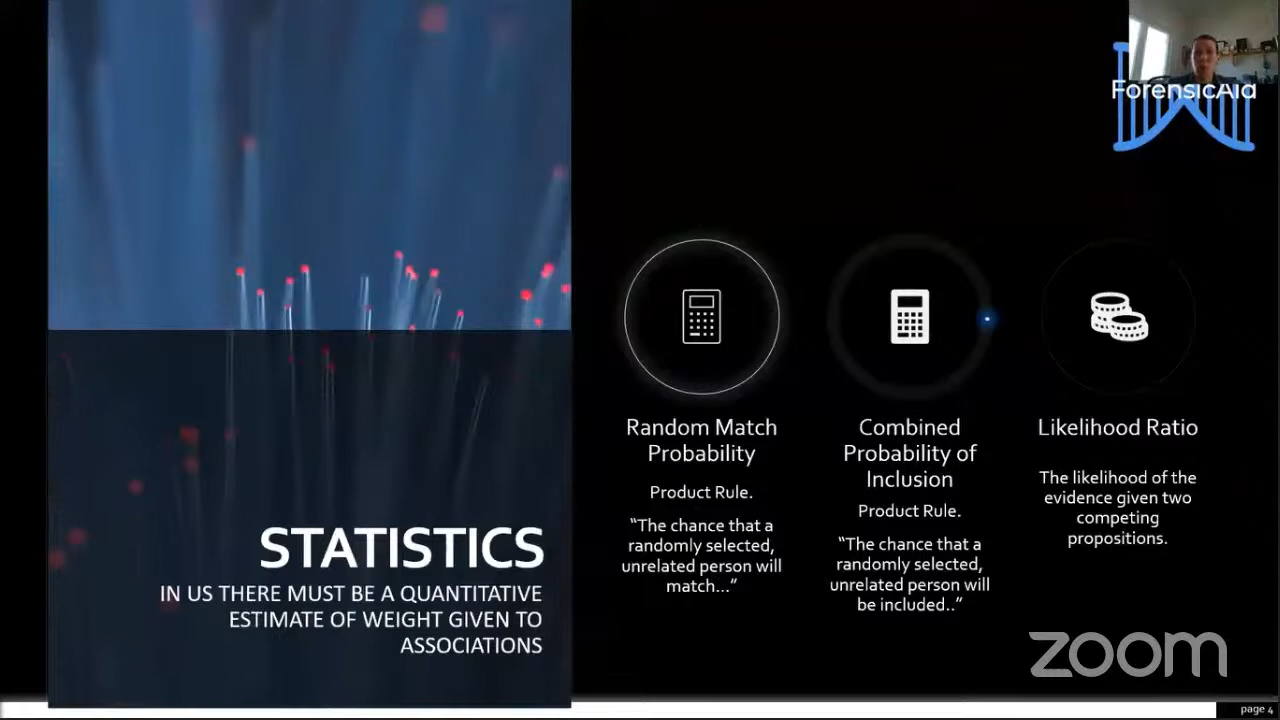 ForensicAid
STATISTICS
IN US THERE MUST BE A QUANTITATIVE
ESTIMATE OF WEIGHT GIVEN TO
ASSOCIATIONS
Random Match
Probability
Product Rule.
“The chance that a
randomly selected,
unrelated person will
match...”
Combined
Probability of
Inclusion
Product Rule.
“The chance that a
randomly selected,
unrelated person will
be included..”
Likelihood Ratio
The likelihood of the
evidence given two
competing
propositions.
zoom
page 4